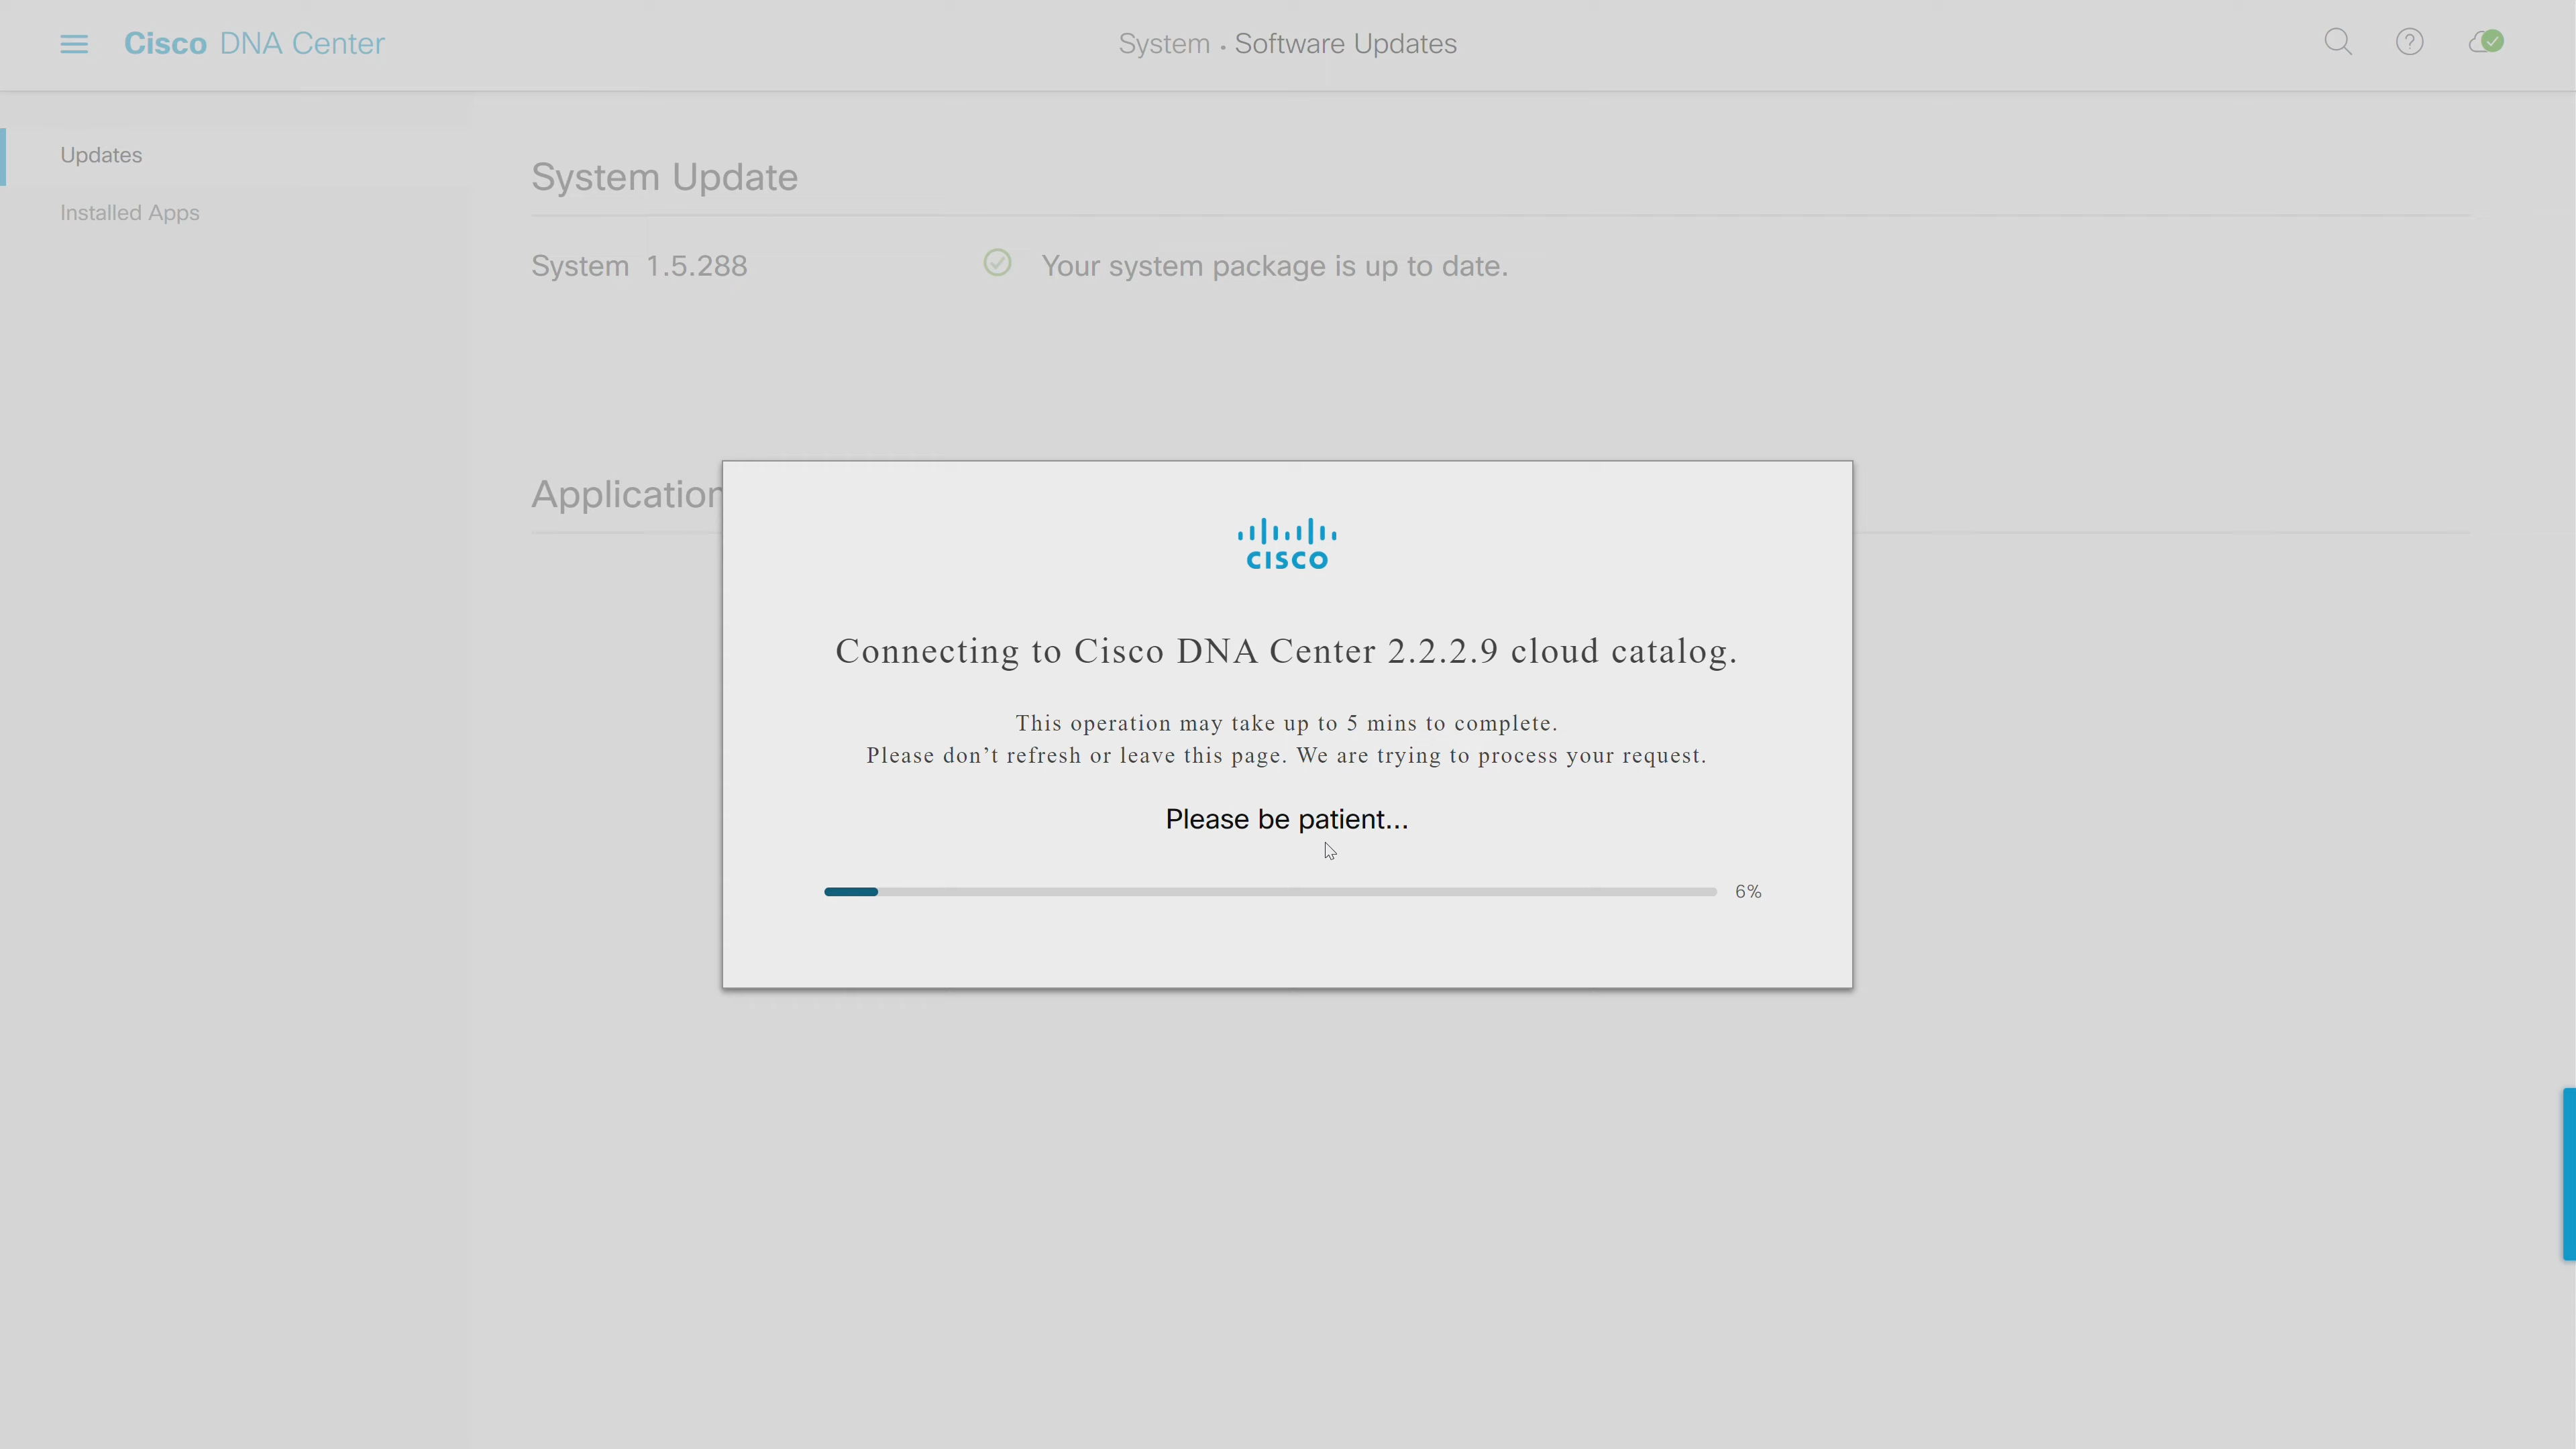 Cisco DNA Center
System · Software Updates
Updates
Installed Apps
System Update
System 1.5.288
Your system package is up to date.
Application
CISCO
Connecting to Cisco DNA Center 2.2.2.9 cloud catalog.
This operation may take up to 5 mins to complete.
Please don’t refresh or leave this page. We are trying to process your request.
Please be patient...
6%